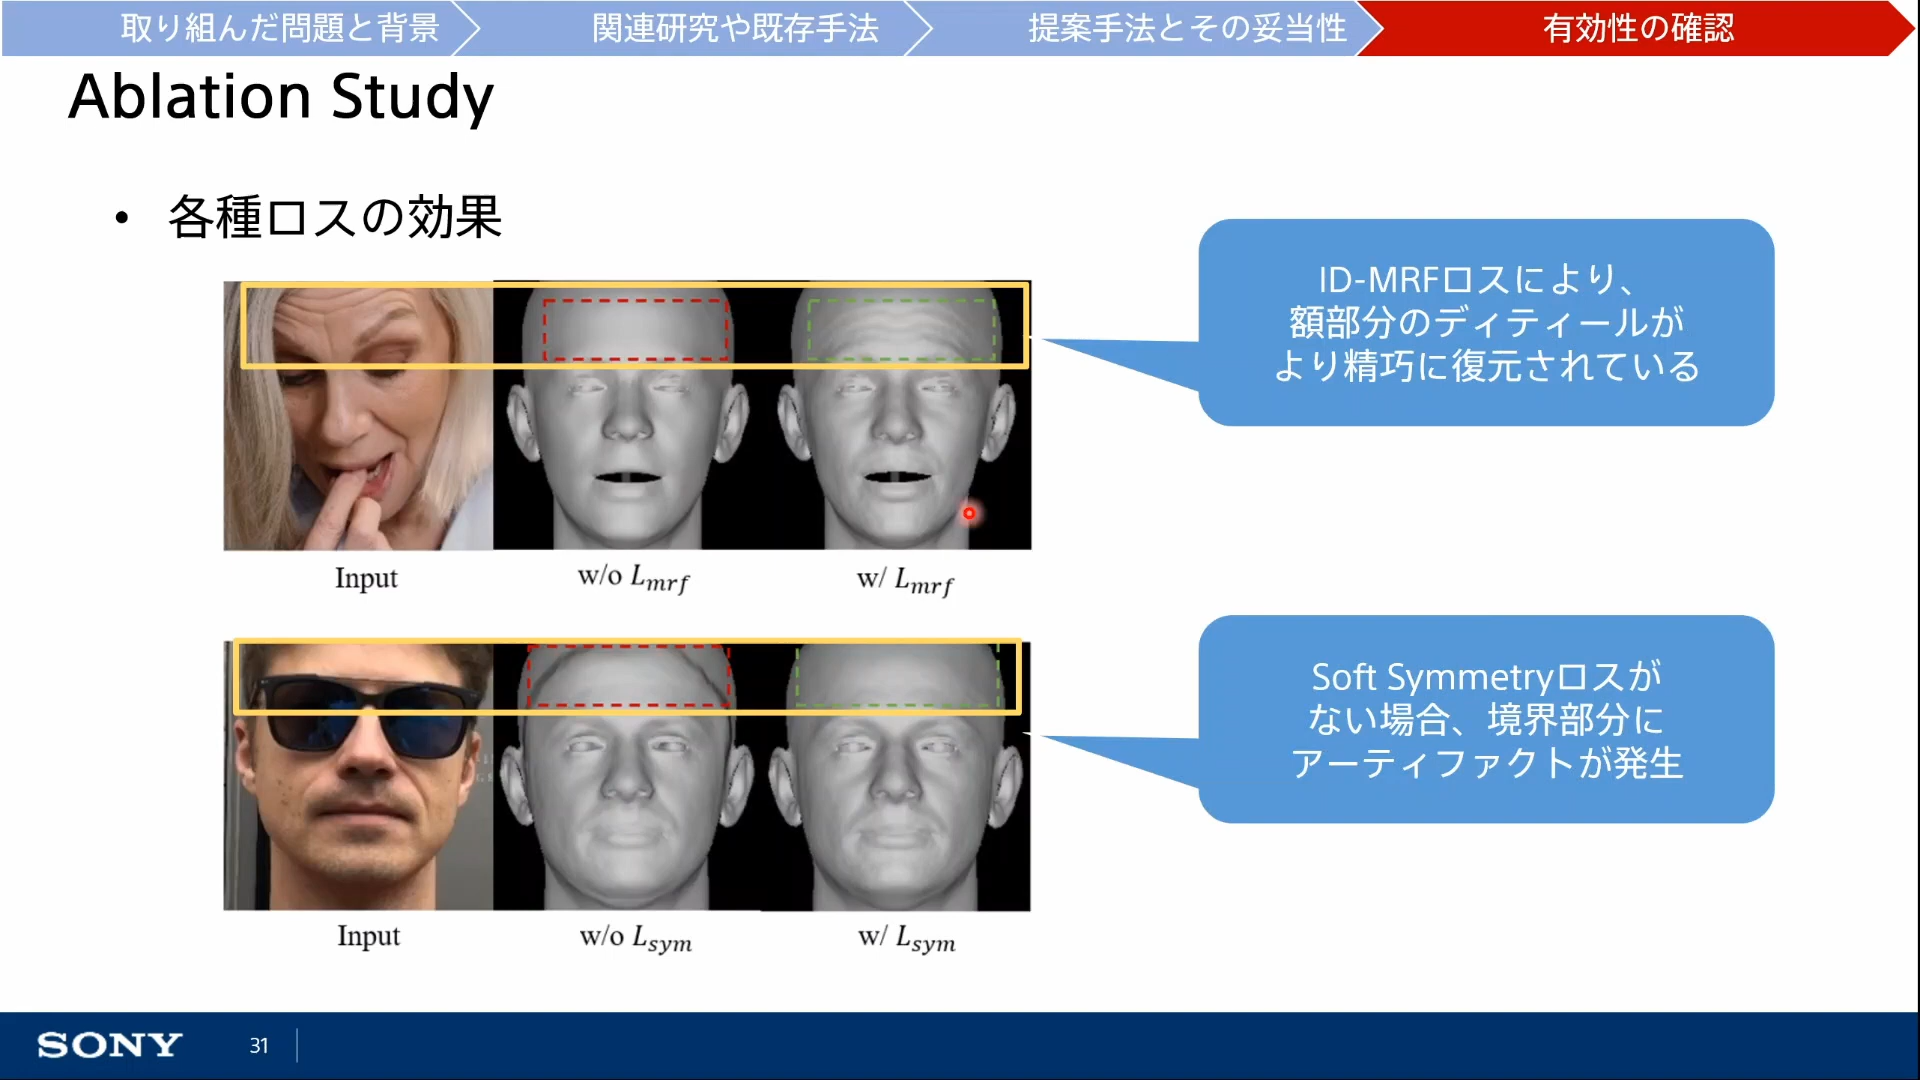 取り組んだ問題と背景
関連研究や既存手法
提案手法とその妥当性
有効性の確認
Ablation Study
• 各種ロスの効果
ID-MRFロスにより、
額部分のディティールが
より精巧に復元されている
Input
w/o Lmrf
w/ Lmrf
Soft Symmetryロスが
ない場合、境界部分に
アーティファクトが発生
Input
w/o Lsym
w/ Lsym
SONY
31